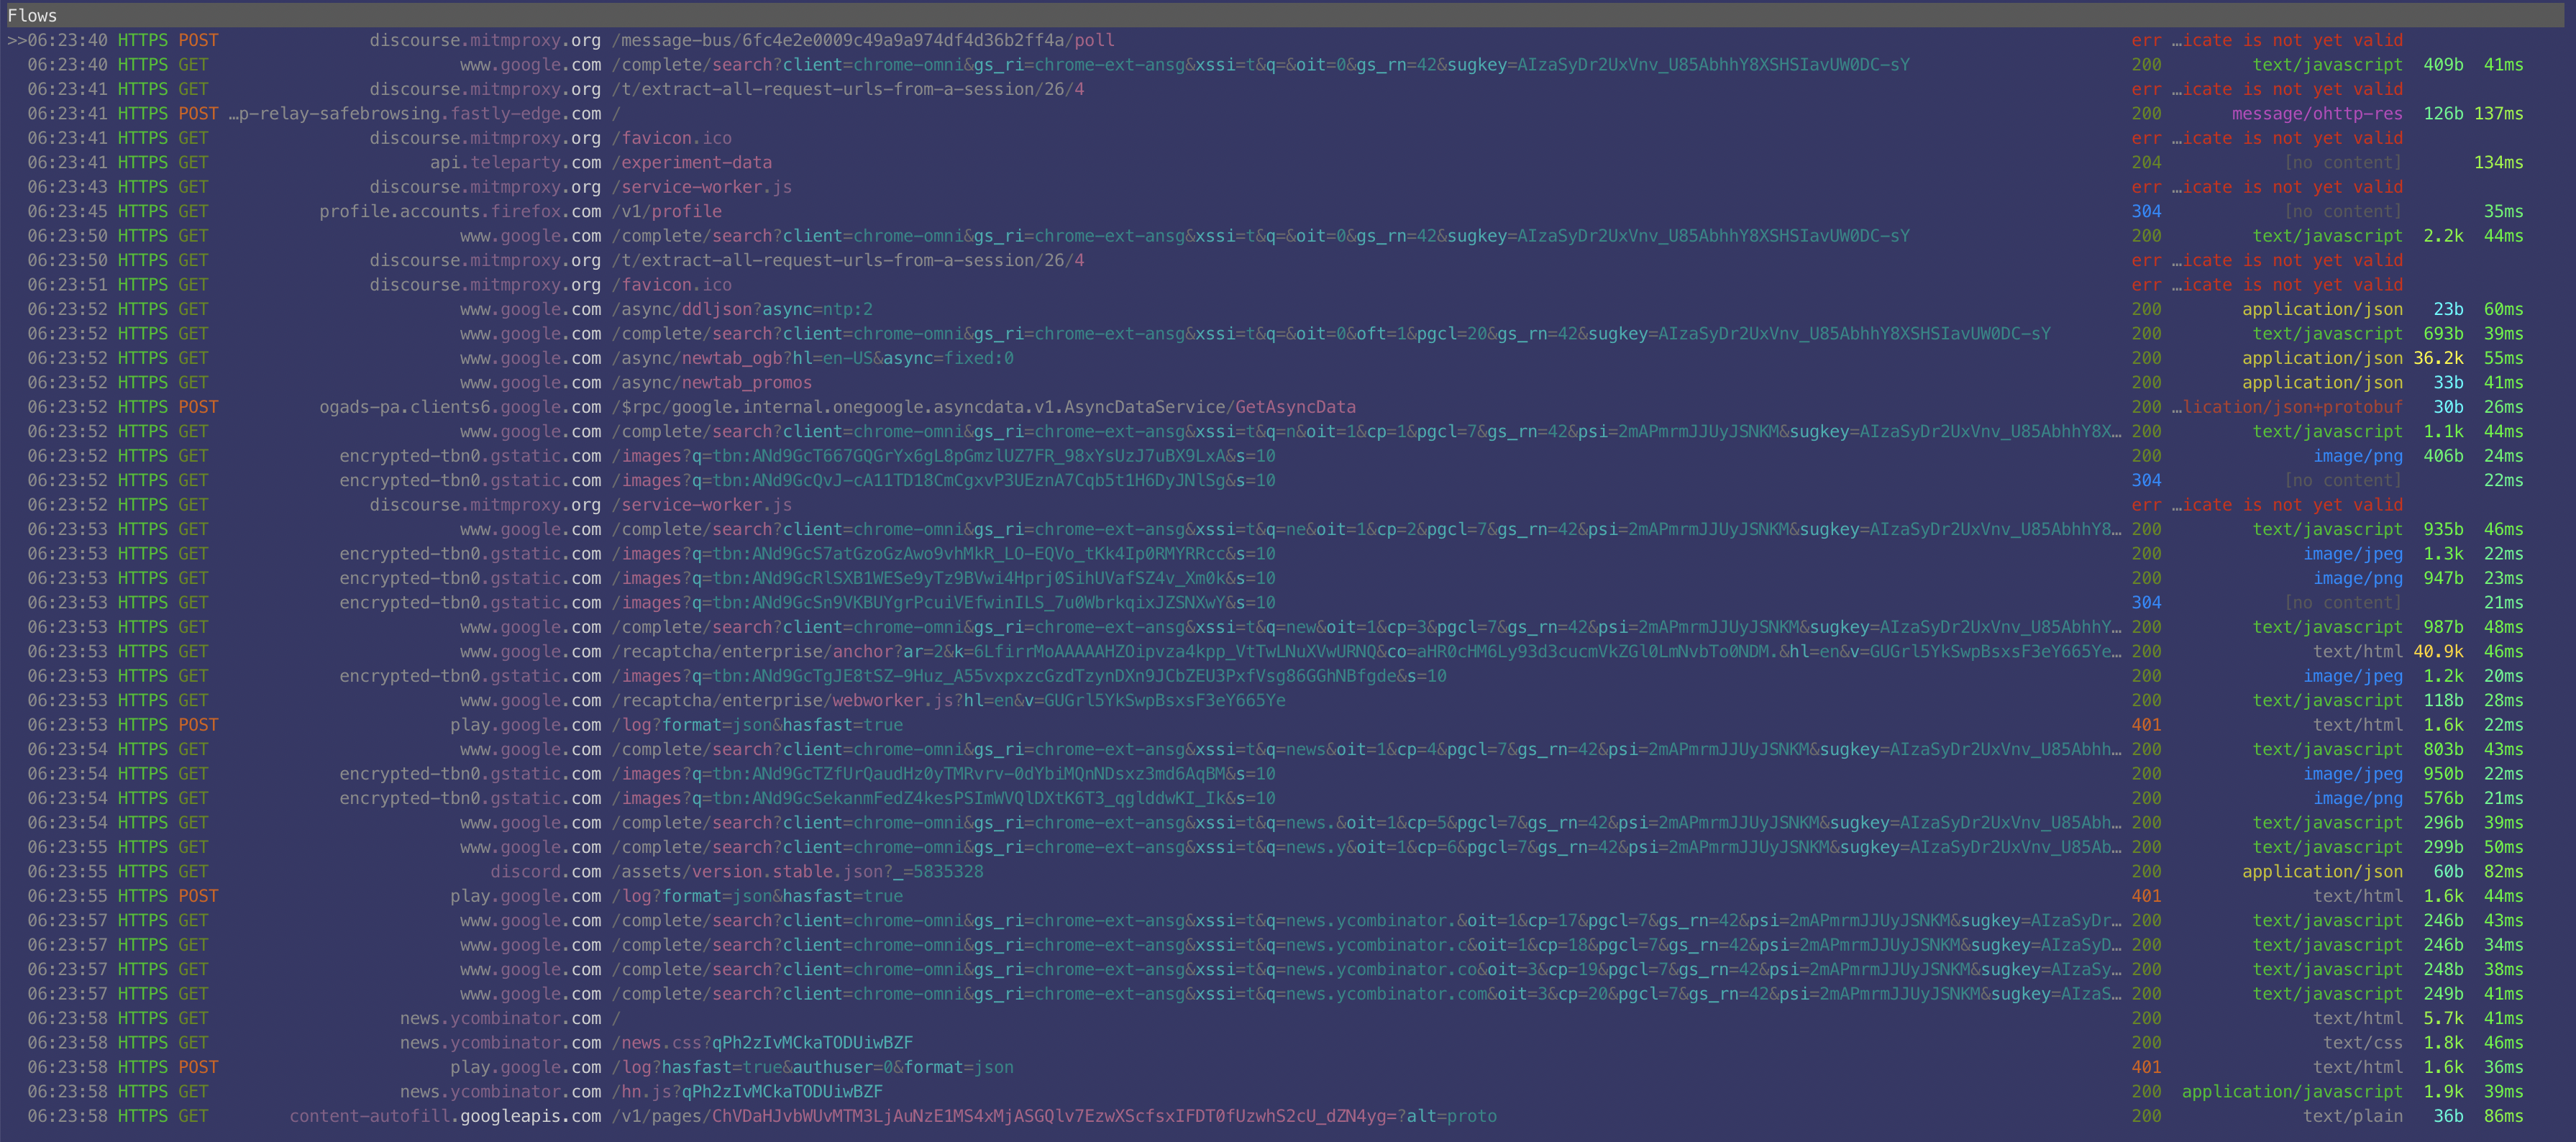 Flows
>>06:23:40 HTTPS POST discourse.mitmproxy.org /message-bus/6fc4e2e0009c49a9a974df4d36b2ff4a/poll err …icate is not yet valid
06:23:40 HTTPS GET www.google.com /complete/search?client=chrome-omni&gs_ri=chrome-ext-ansg&xssi=t&q=&oit=0&gs_rn=42&sugkey=AIzaSyDr2UxVnv_U85AbhhY8XSHSIavUW0DC-sY 200 text/javascript 409b 41ms
06:23:41 HTTPS GET discourse.mitmproxy.org /t/extract-all-request-urls-from-a-session/26/4 err …icate is not yet valid
06:23:41 HTTPS POST …p-relay-safebrowsing.fastly-edge.com / 200 message/ohttp-res 126b 137ms
06:23:41 HTTPS GET discourse.mitmproxy.org /favicon.ico err …icate is not yet valid
06:23:41 HTTPS GET api.teleparty.com /experiment-data 204 [no content] 134ms
06:23:43 HTTPS GET discourse.mitmproxy.org /service-worker.js err …icate is not yet valid
06:23:45 HTTPS GET profile.accounts.firefox.com /v1/profile 304 [no content] 35ms
06:23:50 HTTPS GET www.google.com /complete/search?client=chrome-omni&gs_ri=chrome-ext-ansg&xssi=t&q=&oit=0&gs_rn=42&sugkey=AIzaSyDr2UxVnv_U85AbhhY8XSHSIavUW0DC-sY 200 text/javascript 2.2k 44ms
06:23:50 HTTPS GET discourse.mitmproxy.org /t/extract-all-request-urls-from-a-session/26/4 err …icate is not yet valid
06:23:51 HTTPS GET discourse.mitmproxy.org /favicon.ico err …icate is not yet valid
06:23:52 HTTPS GET www.google.com /async/ddljson?async=ntp:2 200 application/json 23b 60ms
06:23:52 HTTPS GET www.google.com /complete/search?client=chrome-omni&gs_ri=chrome-ext-ansg&xssi=t&q=&oit=0&oft=1&pgcl=20&gs_rn=42&sugkey=AIzaSyDr2UxVnv_U85AbhhY8XSHSIavUW0DC-sY 200 text/javascript 693b 39ms
06:23:52 HTTPS GET www.google.com /async/newtab_ogb?hl=en-US&async=fixed:0 200 application/json 36.2k 55ms
06:23:52 HTTPS GET www.google.com /async/newtab_promos 200 application/json 33b 41ms
06:23:52 HTTPS POST ogads-pa.clients6.google.com /$rpc/google.internal.onegoogle.asyncdata.v1.AsyncDataService/GetAsyncData 200 …lication/json+protobuf 30b 26ms
06:23:52 HTTPS GET www.google.com /complete/search?client=chrome-omni&gs_ri=chrome-ext-ansg&xssi=t&q=n&oit=1&cp=1&pgcl=7&gs_rn=42&psi=2mAPmrmJJUyJSNKM&sugkey=AIzaSyDr2UxVnv_U85AbhhY8X… 200 text/javascript 1.1k 44ms
06:23:52 HTTPS GET encrypted-tbn0.gstatic.com /images?q=tbn:ANd9GcT667GQGrYx6gL8pGmzlUZ7FR_98xYsUzJ7uBX9LxA&s=10 200 image/png 406b 24ms
06:23:52 HTTPS GET encrypted-tbn0.gstatic.com /images?q=tbn:ANd9GcQvJ-cA11TD18CmCgxvP3UEznA7Cqb5t1H6DyJNlSg&s=10 304 [no content] 22ms
06:23:52 HTTPS GET discourse.mitmproxy.org /service-worker.js err …icate is not yet valid
06:23:53 HTTPS GET www.google.com /complete/search?client=chrome-omni&gs_ri=chrome-ext-ansg&xssi=t&q=ne&oit=1&cp=2&pgcl=7&gs_rn=42&psi=2mAPmrmJJUyJSNKM&sugkey=AIzaSyDr2UxVnv_U85AbhhY8… 200 text/javascript 935b 46ms
06:23:53 HTTPS GET encrypted-tbn0.gstatic.com /images?q=tbn:ANd9GcS7atGzoGzAwo9vhMkR_LO-EQVo_tKk4Ip0RMYRRcc&s=10 200 image/jpeg 1.3k 22ms
06:23:53 HTTPS GET encrypted-tbn0.gstatic.com /images?q=tbn:ANd9GcRlSXB1WESe9yTz9BVwi4Hprj0SihUVafSZ4v_Xm0k&s=10 200 image/png 947b 23ms
06:23:53 HTTPS GET encrypted-tbn0.gstatic.com /images?q=tbn:ANd9GcSn9VKBUYgrPcuiVEfwinILS_7u0WbrkqixJZSNXwY&s=10 304 [no content] 21ms
06:23:53 HTTPS GET www.google.com /complete/search?client=chrome-omni&gs_ri=chrome-ext-ansg&xssi=t&q=new&oit=1&cp=3&pgcl=7&gs_rn=42&psi=2mAPmrmJJUyJSNKM&sugkey=AIzaSyDr2UxVnv_U85AbhhY… 200 text/javascript 987b 48ms
06:23:53 HTTPS GET www.google.com /recaptcha/enterprise/anchor?ar=2&k=6LfirrMoAAAAAHZOipvza4kpp_VtTwLNuXVwURNQ&co=aHR0cHM6Ly93d3cucmVkZGl0LmNvbTo0NDM.&hl=en&v=GUGrl5YkSwpBsxsF3eY665Ye… 200 text/html 40.9k 46ms
06:23:53 HTTPS GET encrypted-tbn0.gstatic.com /images?q=tbn:ANd9GcTgJE8tSZ-9Huz_A55vxpxzcGzdTzynDXn9JCbZEU3PxfVsg86GGhNBfgde&s=10 200 image/jpeg 1.2k 20ms
06:23:53 HTTPS GET www.google.com /recaptcha/enterprise/webworker.js?hl=en&v=GUGrl5YkSwpBsxsF3eY665Ye 200 text/javascript 118b 28ms
06:23:53 HTTPS POST play.google.com /log?format=json&hasfast=true 401 text/html 1.6k 22ms
06:23:54 HTTPS GET www.google.com /complete/search?client=chrome-omni&gs_ri=chrome-ext-ansg&xssi=t&q=news&oit=1&cp=4&pgcl=7&gs_rn=42&psi=2mAPmrmJJUyJSNKM&sugkey=AIzaSyDr2UxVnv_U85Abhh… 200 text/javascript 803b 43ms
06:23:54 HTTPS GET encrypted-tbn0.gstatic.com /images?q=tbn:ANd9GcTZfUrQaudHz0yTMRvrv-0dYbiMQnNDsxz3md6AqBM&s=10 200 image/jpeg 950b 22ms
06:23:54 HTTPS GET encrypted-tbn0.gstatic.com /images?q=tbn:ANd9GcSekanmFedZ4kesPSImWVQlDXtK6T3_qglddwKI_Ik&s=10 200 image/png 576b 21ms
06:23:54 HTTPS GET www.google.com /complete/search?client=chrome-omni&gs_ri=chrome-ext-ansg&xssi=t&q=news.&oit=1&cp=5&pgcl=7&gs_rn=42&psi=2mAPmrmJJUyJSNKM&sugkey=AIzaSyDr2UxVnv_U85Abh… 200 text/javascript 296b 39ms
06:23:55 HTTPS GET www.google.com /complete/search?client=chrome-omni&gs_ri=chrome-ext-ansg&xssi=t&q=news.y&oit=1&cp=6&pgcl=7&gs_rn=42&psi=2mAPmrmJJUyJSNKM&sugkey=AIzaSyDr2UxVnv_U85Ab… 200 text/javascript 299b 50ms
06:23:55 HTTPS GET discord.com /assets/version.stable.json?_=5835328 200 application/json 60b 82ms
06:23:55 HTTPS POST play.google.com /log?format=json&hasfast=true 401 text/html 1.6k 44ms
06:23:57 HTTPS GET www.google.com /complete/search?client=chrome-omni&gs_ri=chrome-ext-ansg&xssi=t&q=news.ycombinator.&oit=1&cp=17&pgcl=7&gs_rn=42&psi=2mAPmrmJJUyJSNKM&sugkey=AIzaSyDr… 200 text/javascript 246b 43ms
06:23:57 HTTPS GET www.google.com /complete/search?client=chrome-omni&gs_ri=chrome-ext-ansg&xssi=t&q=news.ycombinator.c&oit=1&cp=18&pgcl=7&gs_rn=42&psi=2mAPmrmJJUyJSNKM&sugkey=AIzaSyD… 200 text/javascript 246b 34ms
06:23:57 HTTPS GET www.google.com /complete/search?client=chrome-omni&gs_ri=chrome-ext-ansg&xssi=t&q=news.ycombinator.co&oit=3&cp=19&pgcl=7&gs_rn=42&psi=2mAPmrmJJUyJSNKM&sugkey=AIzaSy… 200 text/javascript 248b 38ms
06:23:57 HTTPS GET www.google.com /complete/search?client=chrome-omni&gs_ri=chrome-ext-ansg&xssi=t&q=news.ycombinator.com&oit=3&cp=20&pgcl=7&gs_rn=42&psi=2mAPmrmJJUyJSNKM&sugkey=AIzaS… 200 text/javascript 249b 41ms
06:23:58 HTTPS GET news.ycombinator.com / 200 text/html 5.7k 41ms
06:23:58 HTTPS GET news.ycombinator.com /news.css?qPh2zIvMCkaTODUiwBZF 200 text/css 1.8k 46ms
06:23:58 HTTPS POST play.google.com /log?hasfast=true&authuser=0&format=json 401 text/html 1.6k 36ms
06:23:58 HTTPS GET news.ycombinator.com /hn.js?qPh2zIvMCkaTODUiwBZF 200 application/javascript 1.9k 39ms
06:23:58 HTTPS GET content-autofill.googleapis.com /v1/pages/ChVDaHJvbWUvMTM3LjAuNzE1MS4xMjASGQlv7EzwXScfsxIFDT0fUzwhS2cU_dZN4yg=?alt=proto 200 text/plain 36b 86ms